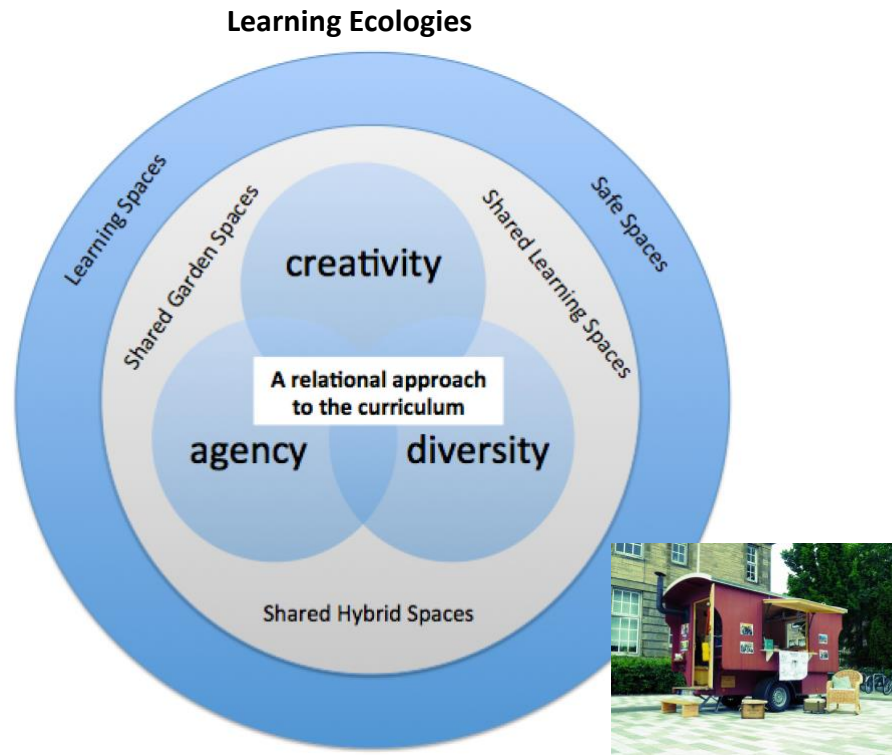 Learning Ecologies
Learning Spaces
Safe Spaces
Shared Garden Spaces
Shared Learning Spaces
creativity
A relational approach
to the curriculum
agency
diversity
Shared Hybrid Spaces